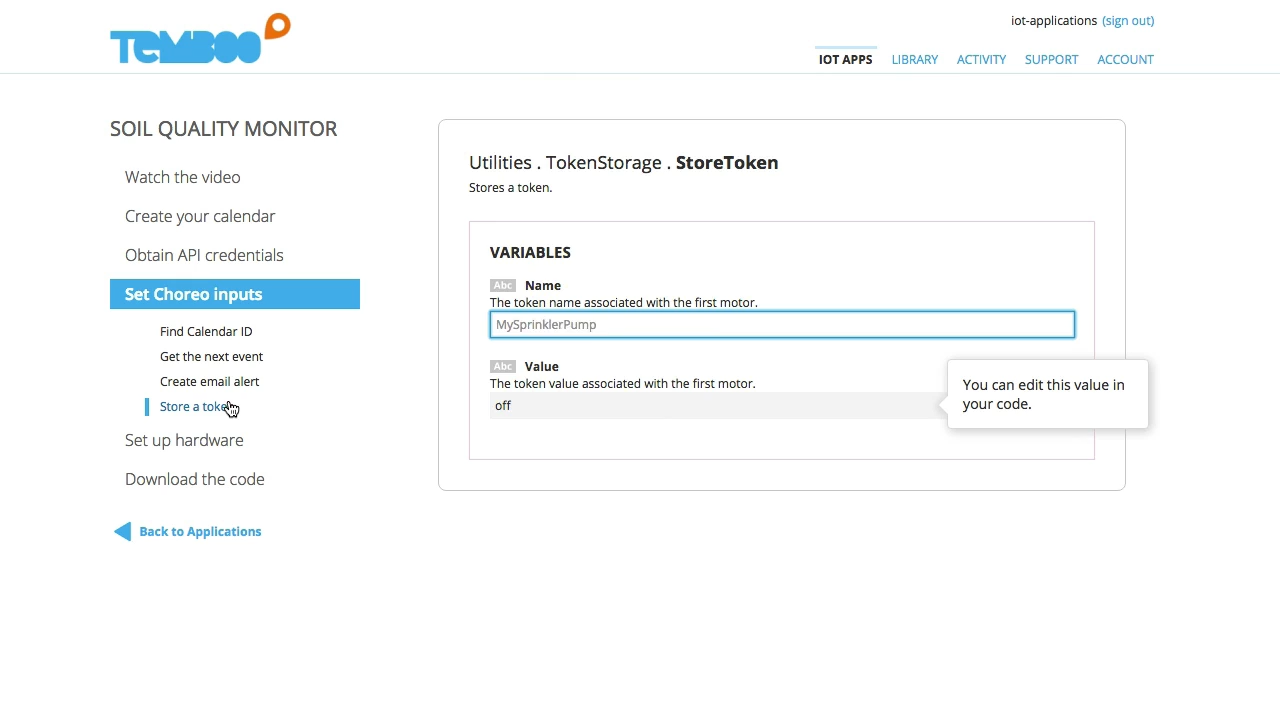 TEMBOO
iot-applications (sign out)
IOT APPS LIBRARY ACTIVITY SUPPORT ACCOUNT
SOIL QUALITY MONITOR
Watch the video
Create your calendar
Obtain API credentials
Set Choreo inputs
Find Calendar ID
Get the next event
Create email alert
Store a token
Set up hardware
Download the code
Back to Applications
Utilities . TokenStorage . StoreToken
Stores a token.
VARIABLES
Abc Name
The token name associated with the first motor.
MySprinklerPump
Abc Value
The token value associated with the first motor.
off
You can edit this value in
your code.